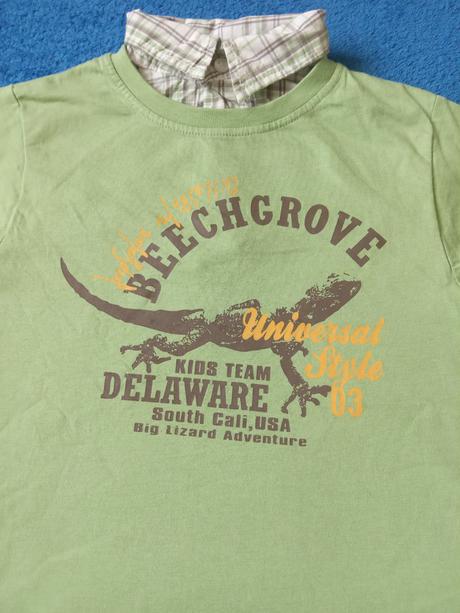 BEECHGROVE
Universal
Style
03
KIDS TEAM
DELAWARE
South Cali, USA
Big Lizard Adventure